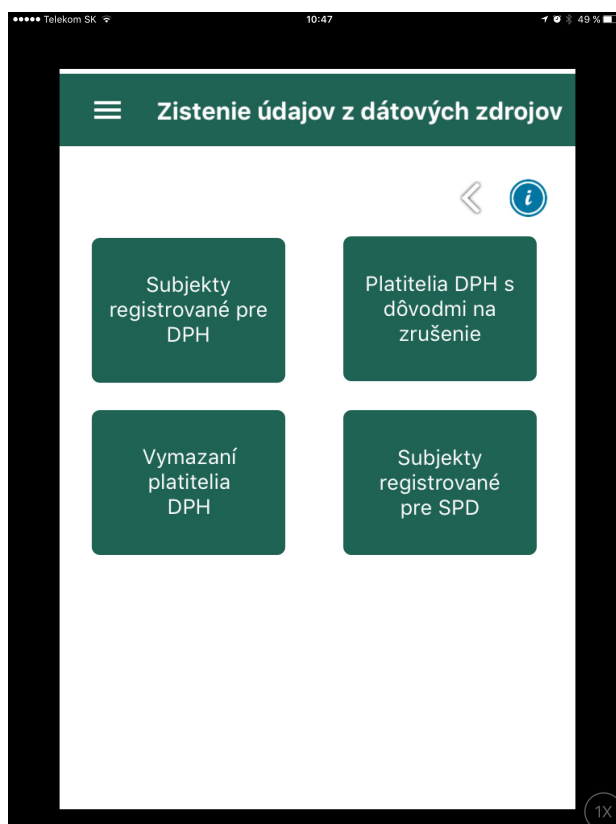 Telekom SK 10:47 49 %
Zistenie údajov z dátových zdrojov
i
Subjekty
registrované pre
DPH
Platitelia DPH s
dôvodmi na
zrušenie
Vymazaní
platitelia
DPH
Subjekty
registrované
pre SPD
1X